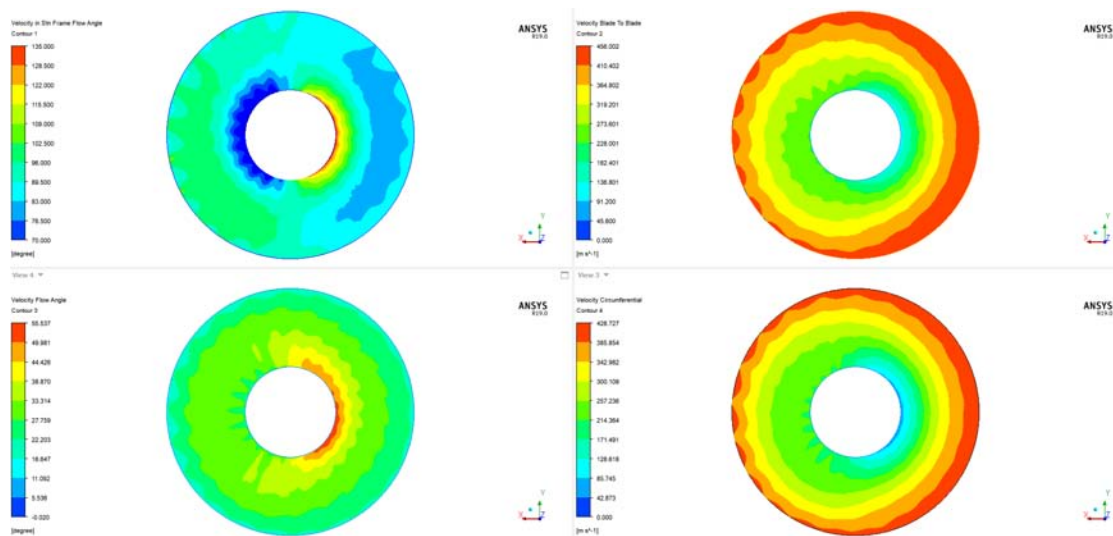 Velocity in Stn Frame Flow Angle
Contour 1
135.000
128.500
122.000
115.500
109.000
102.500
96.000
89.500
83.000
76.500
70.000
[degree]
ANSYS
R19.0
Y
X
Z
Velocity Blade To Blade
Contour 2
458.002
410.402
364.802
319.201
273.601
228.001
182.401
136.801
91.200
45.600
0.000
[m s^-1]
ANSYS
R19.0
Y
X
Z
View 4
Velocity Flow Angle
Contour 3
55.537
49.981
44.426
38.870
33.314
27.759
22.203
16.647
11.092
5.536
-0.020
[degree]
ANSYS
R19.0
Y
X
Z
View 3
Velocity Circumferential
Contour 4
428.727
385.854
342.982
300.109
257.236
214.364
171.491
128.618
85.745
42.873
0.000
[m s^-1]
ANSYS
R19.0
Y
X
Z